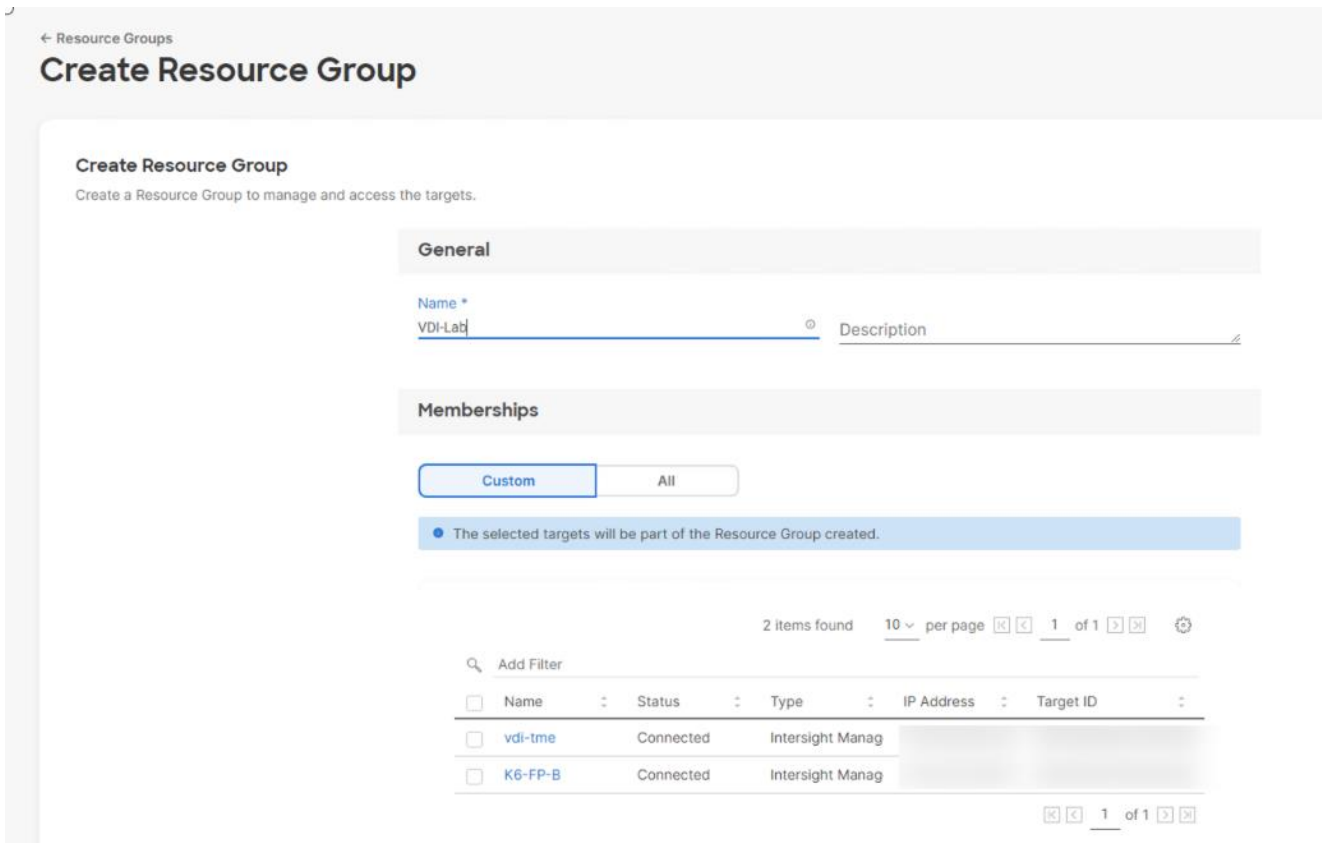 ← Resource Groups
Create Resource Group
Create Resource Group
Create a Resource Group to manage and access the targets.
General
Name *
VDI-Lab
Description
Memberships
Custom All
The selected targets will be part of the Resource Group created.
2 items found 10 per page 1 of 1
Add Filter
Name Status Type IP Address Target ID
vdi-tme Connected Intersight Manag
K6-FP-B Connected Intersight Manag
1 of 1